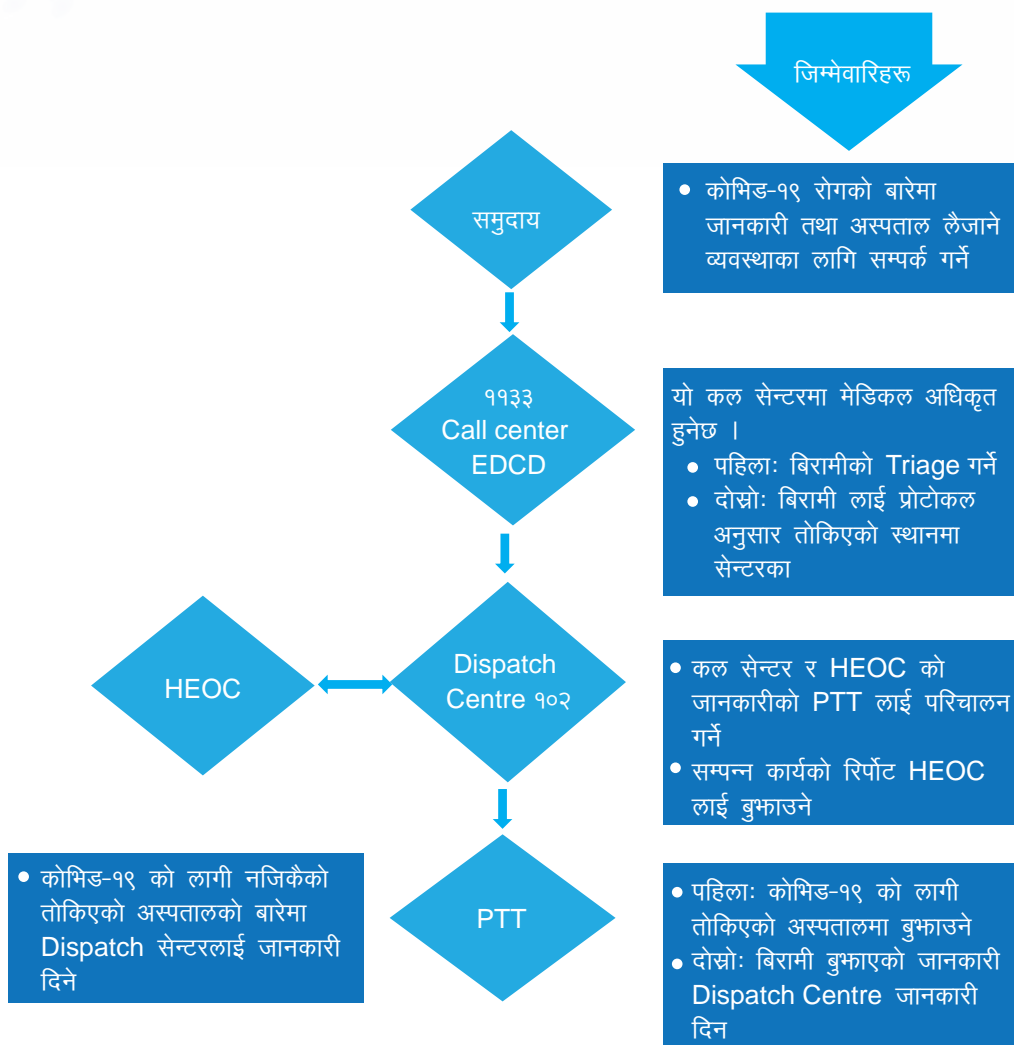 जिम्मेवारिहरू
समुदाय
कोभिड-१९ रोगको बारेमा
जानकारी तथा अस्पताल लैजाने
व्यवस्थाका लागि सम्पर्क गर्ने
११३३
Call center
EDCD
यो कल सेन्टरमा मेडिकल अधिकृत
हुनेछ ।
पहिलाः बिरामीको Triage गर्ने
दोस्रोः बिरामी लाई प्रोटोकल
अनुसार तोकिएको स्थानमा
सेन्टरका
HEOC
Dispatch
Centre १०२
कल सेन्टर र HEOC को
जानकारीको PTT लाई परिचालन
गर्ने
सम्पन्न कार्यको रिर्पोट HEOC
लाई बुझाउने
कोभिड-१९ को लागी नजिकैको
तोकिएको अस्पतालको बारेमा
Dispatch सेन्टरलाई जानकारी
दिने
PTT
पहिलाः कोभिड-१९ को लागी
तोकिएको अस्पतालमा बुझाउने
दोस्रोः बिरामी बुझाएको जानकारी
Dispatch Centre जानकारी
दिन